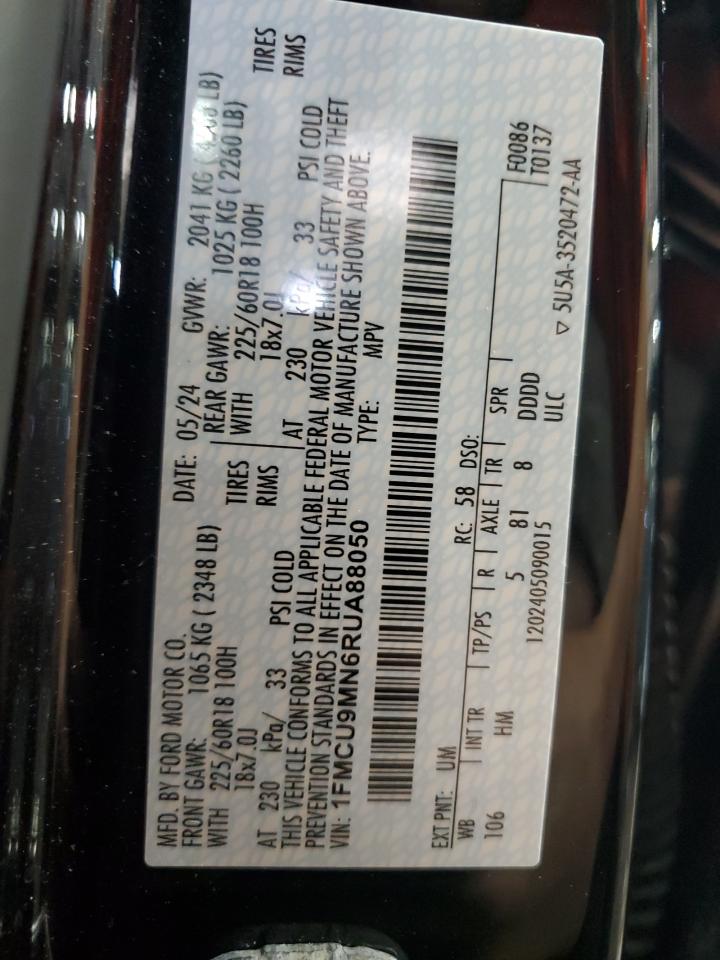 MFD. BY FORD MOTOR CO.
DATE: 05/24 GVWR: 2041 KG ( LB)
FRONT GAWR: 1065 KG ( 2348 LB) REAR GAWR: 1025 KG ( 2260 LB)
WITH 225/60R18 100H TIRES WITH 225/60R18 100H TIRES
18x7.0J RIMS 18x7.0J RIMS
AT 230 kPa/ 33 PSI COLD AT 230 kPa/ 33 PSI COLD
THIS VEHICLE CONFORMS TO ALL APPLICABLE FEDERAL MOTOR VEHICLE SAFETY AND THEFT
PREVENTION STANDARDS IN EFFECT ON THE DATE OF MANUFACTURE SHOWN ABOVE.
VIN: 1FMCU9MN6RUA88050 TYPE: MPV
EXT PNT: UM RC: 58 DSO: F0086
WB INT TR TP/PS R AXLE TR SPR T0137
106 HM 5 81 8 DDDD
1202405090015 ULC ▽ 5U5A-3520472-AA